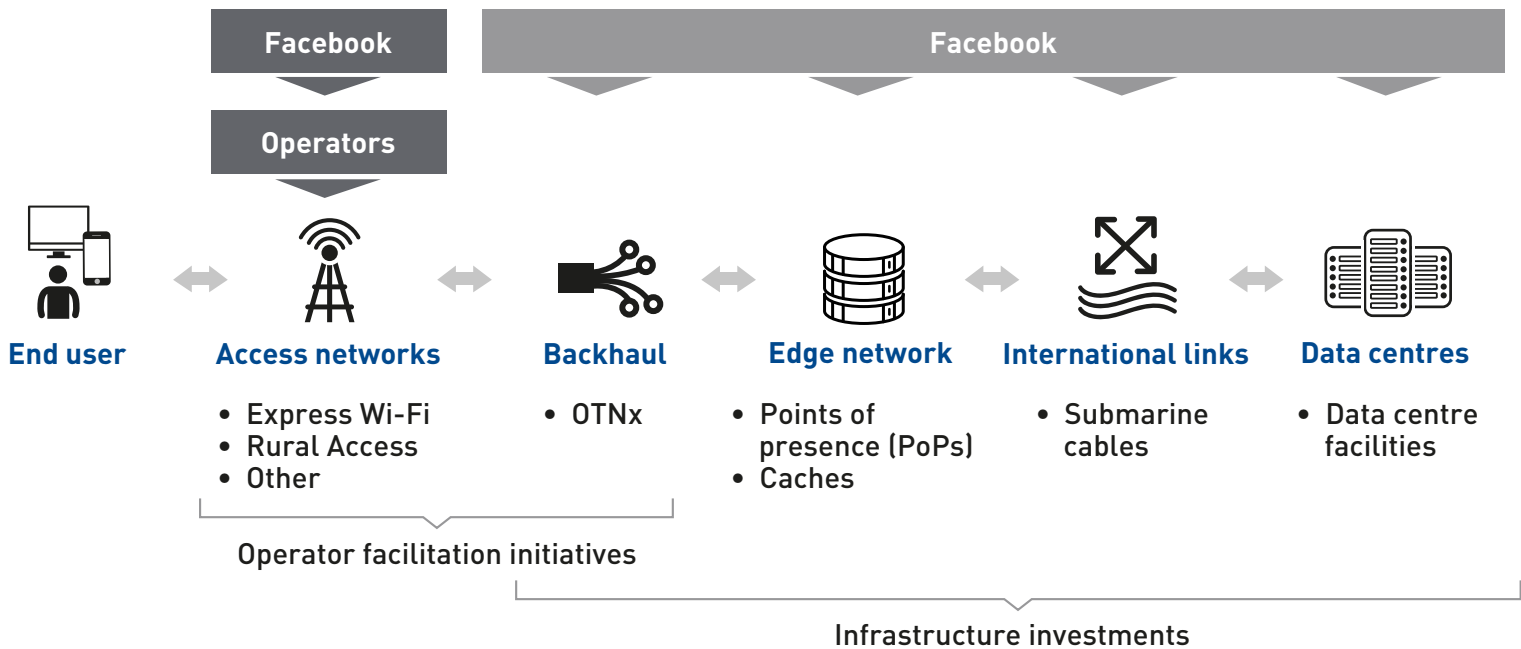 Facebook
Facebook
Operators
End user
Access networks
Backhaul
Edge network
International links
Data centres
• Express Wi-Fi
• Rural Access
• Other
• OTNx
• Points of
presence (PoPs)
• Caches
• Submarine
cables
• Data centre
facilities
Operator facilitation initiatives
Infrastructure investments